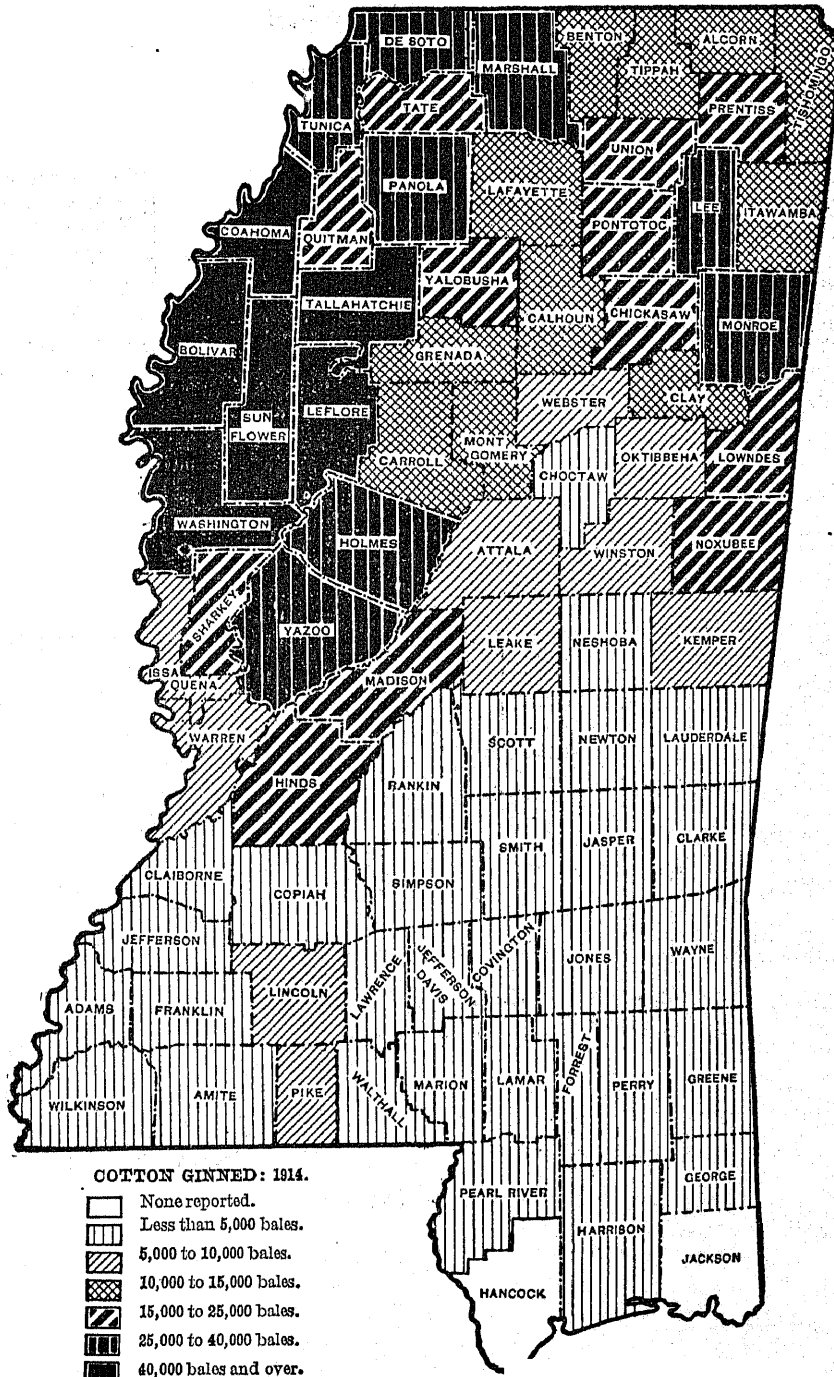 DE SOTO
BENTON
ALCORN
TISHOMINGO
MARSHALL
TIPPAH
PRENTISS
TATE
TUNICA
UNION
PANOLA
LAFAYETTE
LEE
ITAWAMBA
COAHOMA
QUITMAN
PONTOTOC
YALOBUSHA
TALLAHATCHIE
CALHOUN
CHICKASAW
MONROE
BOLIVAR
GRENADA
SUN
FLOWER
LEFLORE
WEBSTER
CLAY
MONT
GOMERY
CARROLL
CHOCTAW
OKTIBBEHA
LOWNDES
WASHINGTON
HOLMES
ATTALA
WINSTON
NOXUBEE
SHARKEY
YAZOO
LEAKE
NESHOBA
KEMPER
ISSA
QUENA
MADISON
WARREN
SCOTT
NEWTON
LAUDERDALE
HINDS
RANKIN
SMITH
JASPER
CLARKE
CLAIBORNE
COPIAH
SIMPSON
JEFFERSON
LAWRENCE
JEFFERSON
DAVIS
COVINGTON
JONES
WAYNE
LINCOLN
ADAMS
FRANKLIN
FORREST
WILKINSON
AMITE
PIKE
WALTHALL
MARION
LAMAR
PERRY
GREENE
PEARL RIVER
GEORGE
HARRISON
JACKSON
HANCOCK
COTTON GINNED: 1914.
None reported.
Less than 5,000 bales.
5,000 to 10,000 bales.
10,000 to 15,000 bales.
15,000 to 25,000 bales.
25,000 to 40,000 bales.
40,000 bales and over.